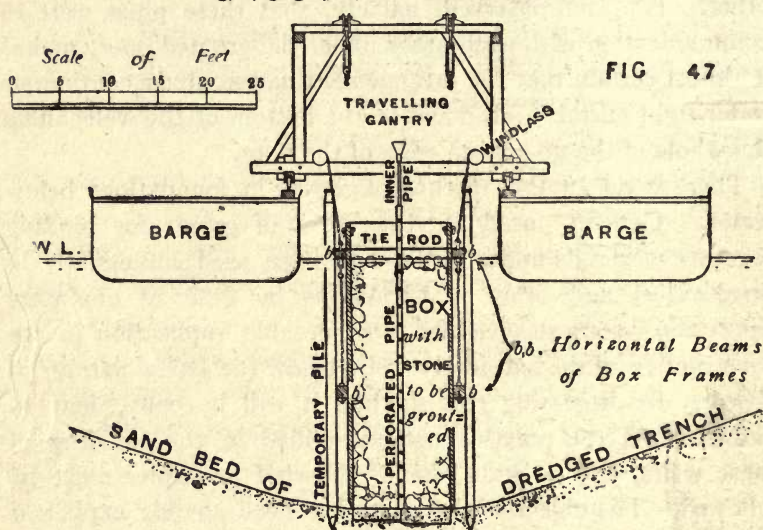 Scale of Feet
0 5 10 15 20 25
FIG 47
TRAVELLING
GANTRY
WINDLASS
INNER PIPE
BARGE
TIE ROD
BARGE
W L.
b
b
BOX
with
STONE
to be
grout=
ed
b,b. Horizontal Beams
of Box Frames
b
b
TEMPORARY PILE
PERFORATED PIPE
SAND BED OF
DREDGED TRENCH